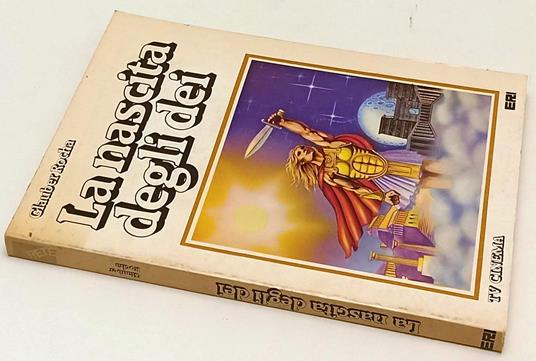 Glauber Rocha
La nascita
degli dei
ERI
TV CINEMA
Glauber
Rocha
La nascita degli dei
ERI